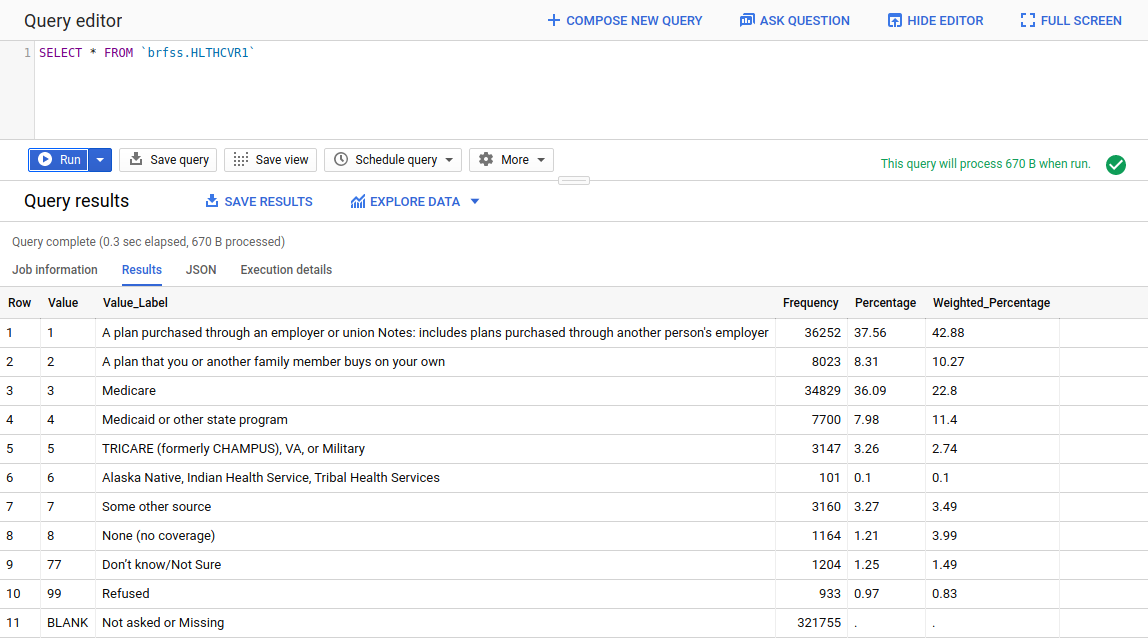 Query editor
COMPOSE NEW QUERY
ASK QUESTION
HIDE EDITOR
FULL SCREEN
1 SELECT * FROM `brfss.HLTHCVR1`
Run
Save query
Save view
Schedule query
More
This query will process 670 B when run.
Query results
SAVE RESULTS
EXPLORE DATA
Query complete (0.3 sec elapsed, 670 B processed)
Job information Results JSON Execution details
Row Value Value_Label Frequency Percentage Weighted_Percentage
1 1 A plan purchased through an employer or union Notes: includes plans purchased through another person's employer 36252 37.56 42.88
2 2 A plan that you or another family member buys on your own 8023 8.31 10.27
3 3 Medicare 34829 36.09 22.8
4 4 Medicaid or other state program 7700 7.98 11.4
5 5 TRICARE (formerly CHAMPUS), VA, or Military 3147 3.26 2.74
6 6 Alaska Native, Indian Health Service, Tribal Health Services 101 0.1 0.1
7 7 Some other source 3160 3.27 3.49
8 8 None (no coverage) 1164 1.21 3.99
9 77 Don't know/Not Sure 1204 1.25 1.49
10 99 Refused 933 0.97 0.83
11 BLANK Not asked or Missing 321755 . .